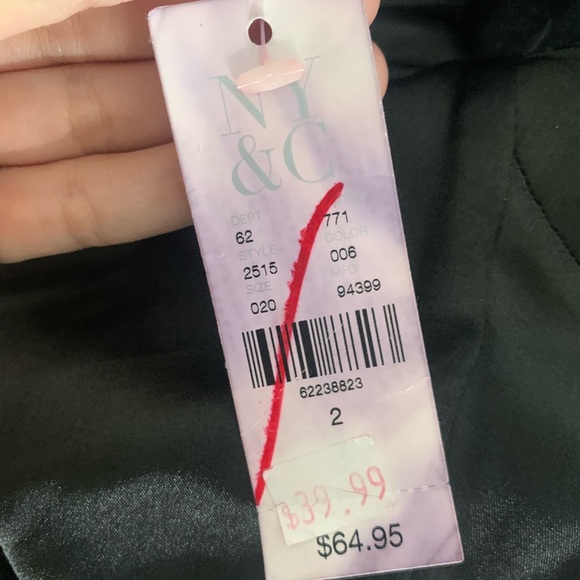 NY
&C
DEPT
62 771
STYLE COLOR
2515 006
SIZE MFG
020 94399
62238823
2
$39.99
$64.95